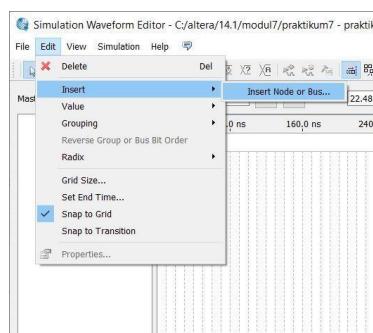 Simulation Waveform Editor - C:/altera/14.1/modul7/praktikum7 - praktik
File Edit View Simulation Help
Delete Del
Insert
Insert Node or Bus...
Value
Grouping
Reverse Group or Bus Bit Order
Radix
Grid Size...
Set End Time...
Snap to Grid
Snap to Transition
Properties...
Mast
22.48
.0 ns 160.0 ns 240